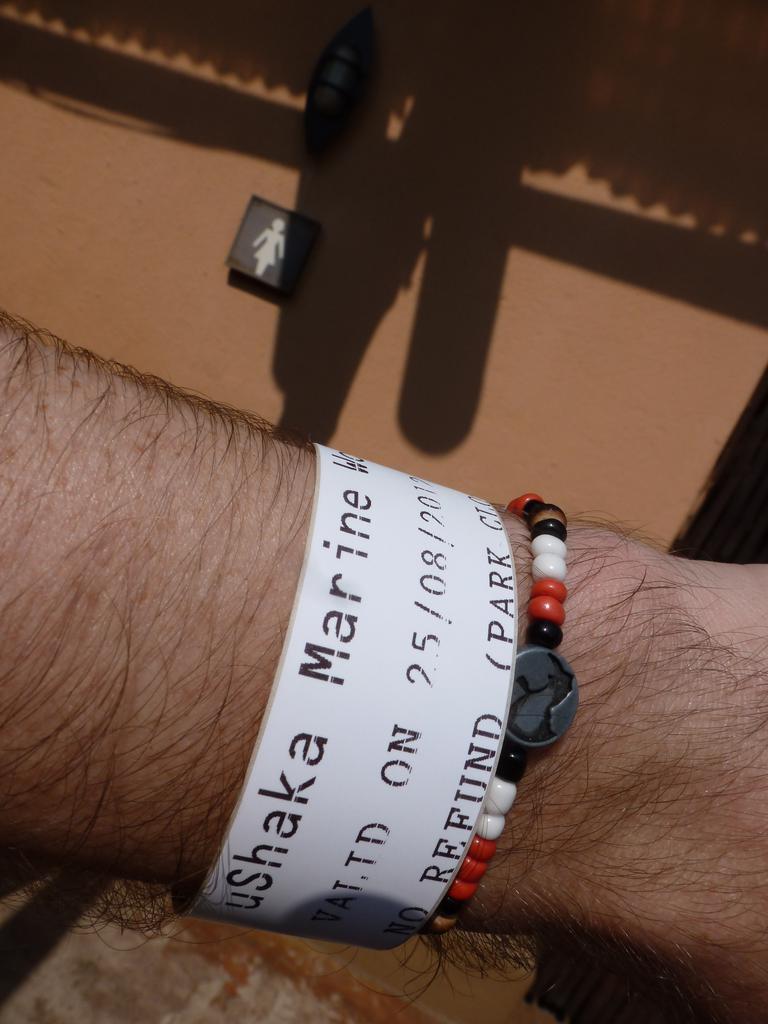 uShaka Marine
VALID ON 25/08/201
NO REFUND (PARK